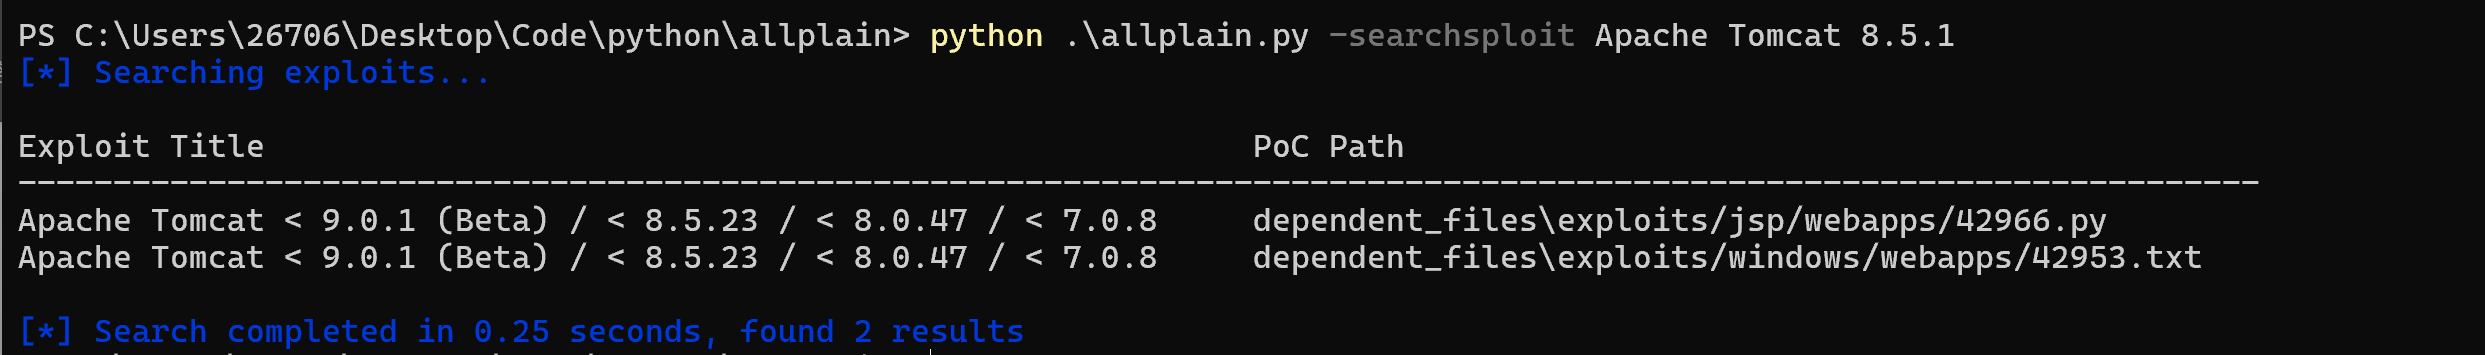 PS C:\Users\26706\Desktop\Code\python\allplain> python .\allplain.py -searchsploit Apache Tomcat 8.5.1
[*] Searching exploits...
Exploit Title PoC Path
-----------------------------------------------------------------------------------------------------------------------------------
Apache Tomcat < 9.0.1 (Beta) / < 8.5.23 / < 8.0.47 / < 7.0.8 dependent_files\exploits/jsp/webapps/42966.py
Apache Tomcat < 9.0.1 (Beta) / < 8.5.23 / < 8.0.47 / < 7.0.8 dependent_files\exploits/windows/webapps/42953.txt
[*] Search completed in 0.25 seconds, found 2 results